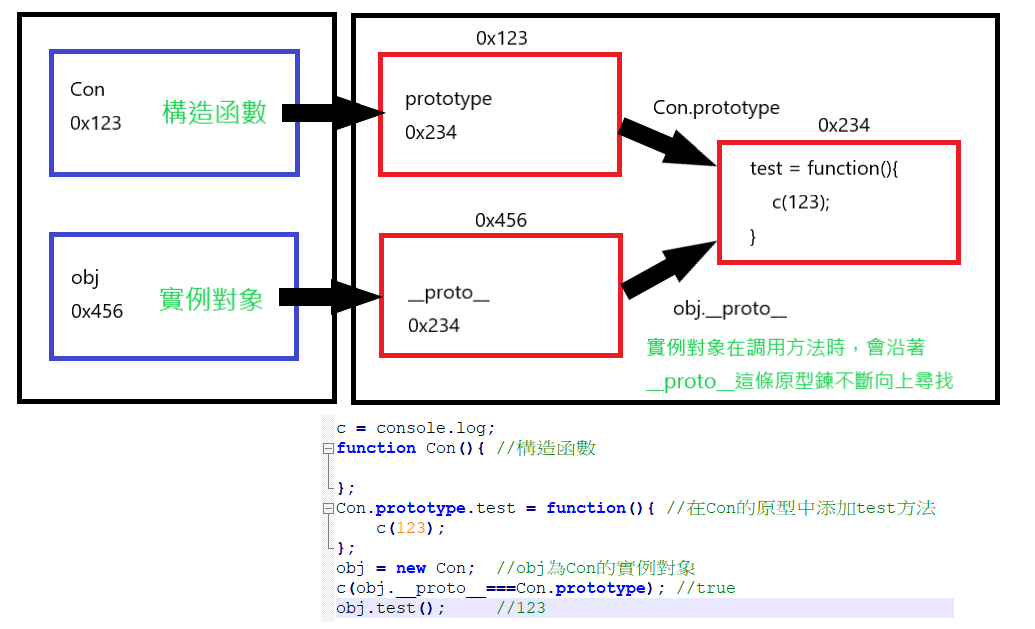 Con
0x123
構造函數
obj
0x456
實例對象
0x123
prototype
0x234
Con.prototype
0x234
test = function(){
c(123);
}
0x456
__proto__
0x234
obj.__proto__
實例對象在調用方法時，會沿著
__proto__這條原型鍊不斷向上尋找
c = console.log;
function Con(){ //構造函數
};
Con.prototype.test = function(){ //在Con的原型中添加test方法
c(123);
};
obj = new Con; //obj為Con的實例對象
c(obj.__proto__===Con.prototype); //true
obj.test(); //123